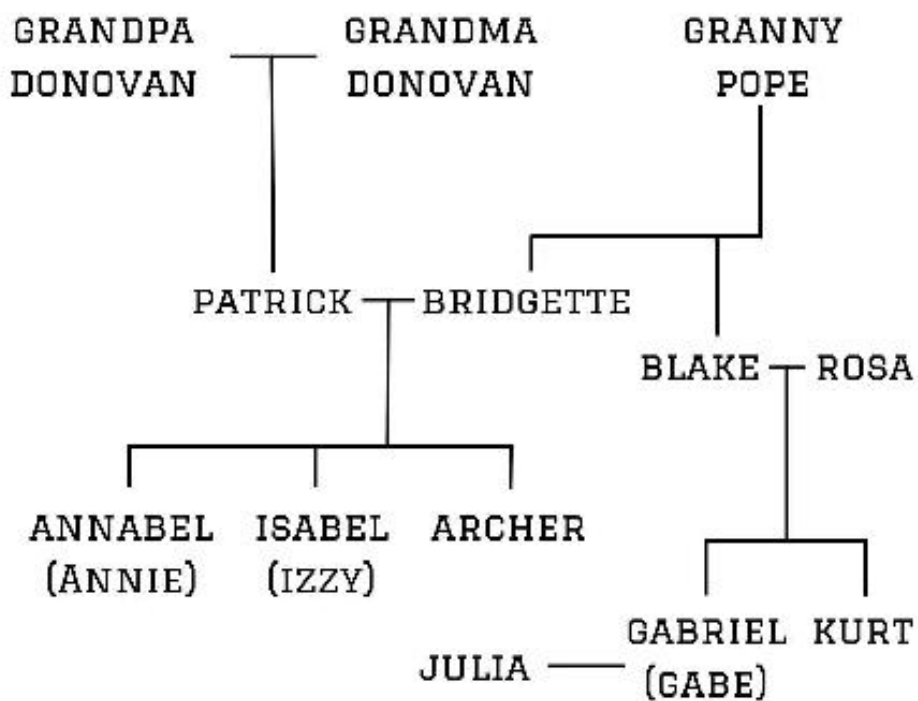 GRANDPA
DONOVAN
GRANDMA
DONOVAN
GRANNY
POPE
PATRICK
BRIDGETTE
BLAKE
ROSA
ANNABEL
(ANNIE)
ISABEL
(IZZY)
ARCHER
GABRIEL
(GABE)
KURT
JULIA